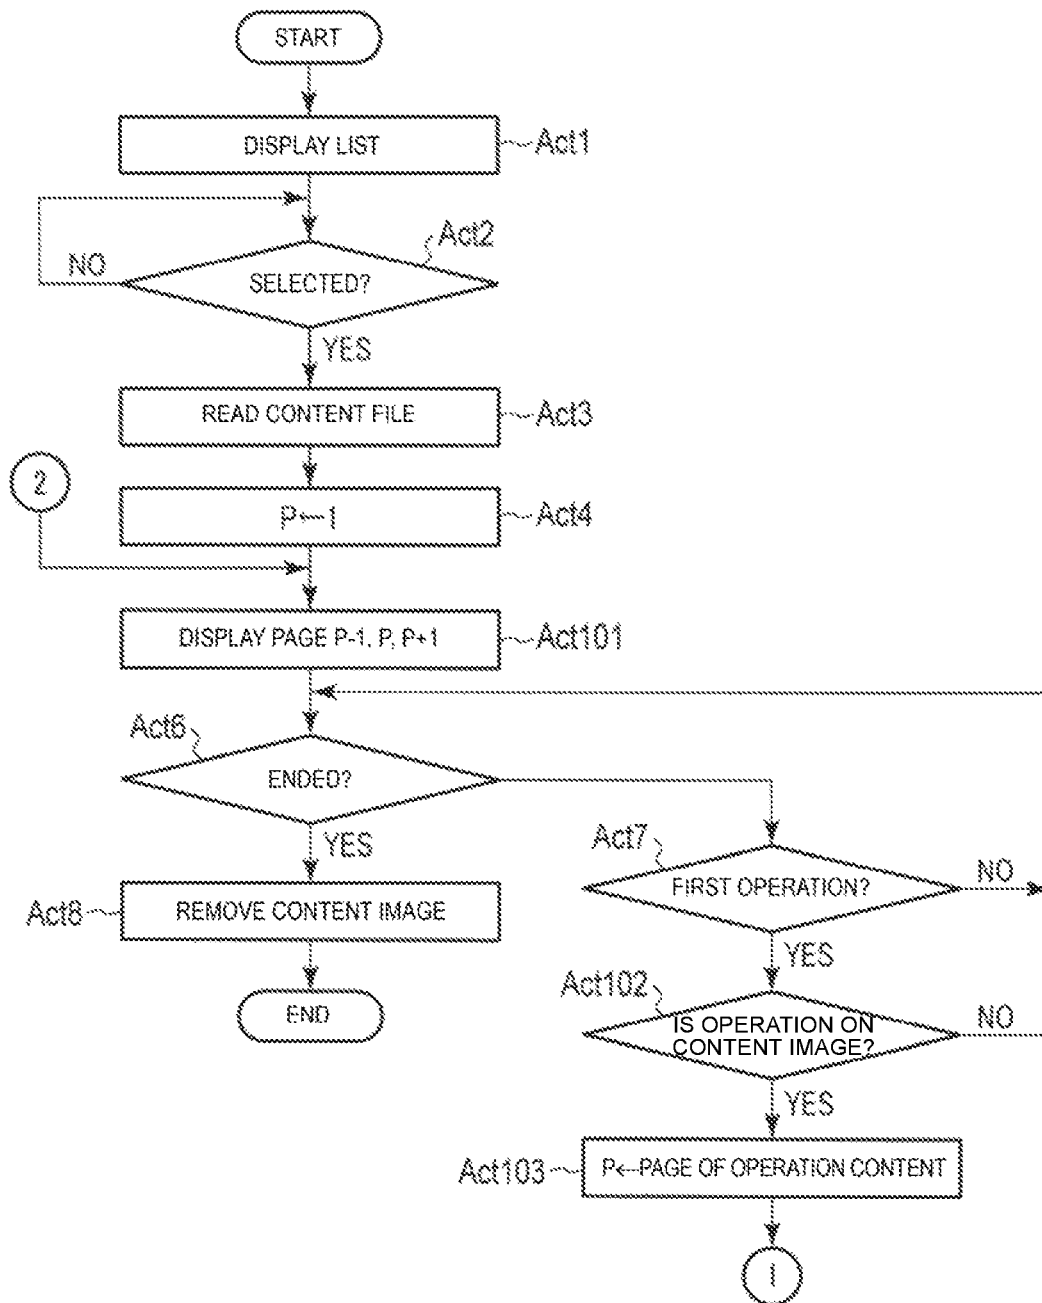 START
DISPLAY LIST
Act1
Act2
NO
SELECTED?
YES
READ CONTENT FILE
Act3
2
P←1
Act4
DISPLAY PAGE P-1, P, P+1
Act101
Act6
ENDED?
YES
Act7
FIRST OPERATION?
NO
Act8
REMOVE CONTENT IMAGE
YES
Act102
IS OPERATION ON
CONTENT IMAGE?
NO
END
YES
Act103
P←PAGE OF OPERATION CONTENT
1